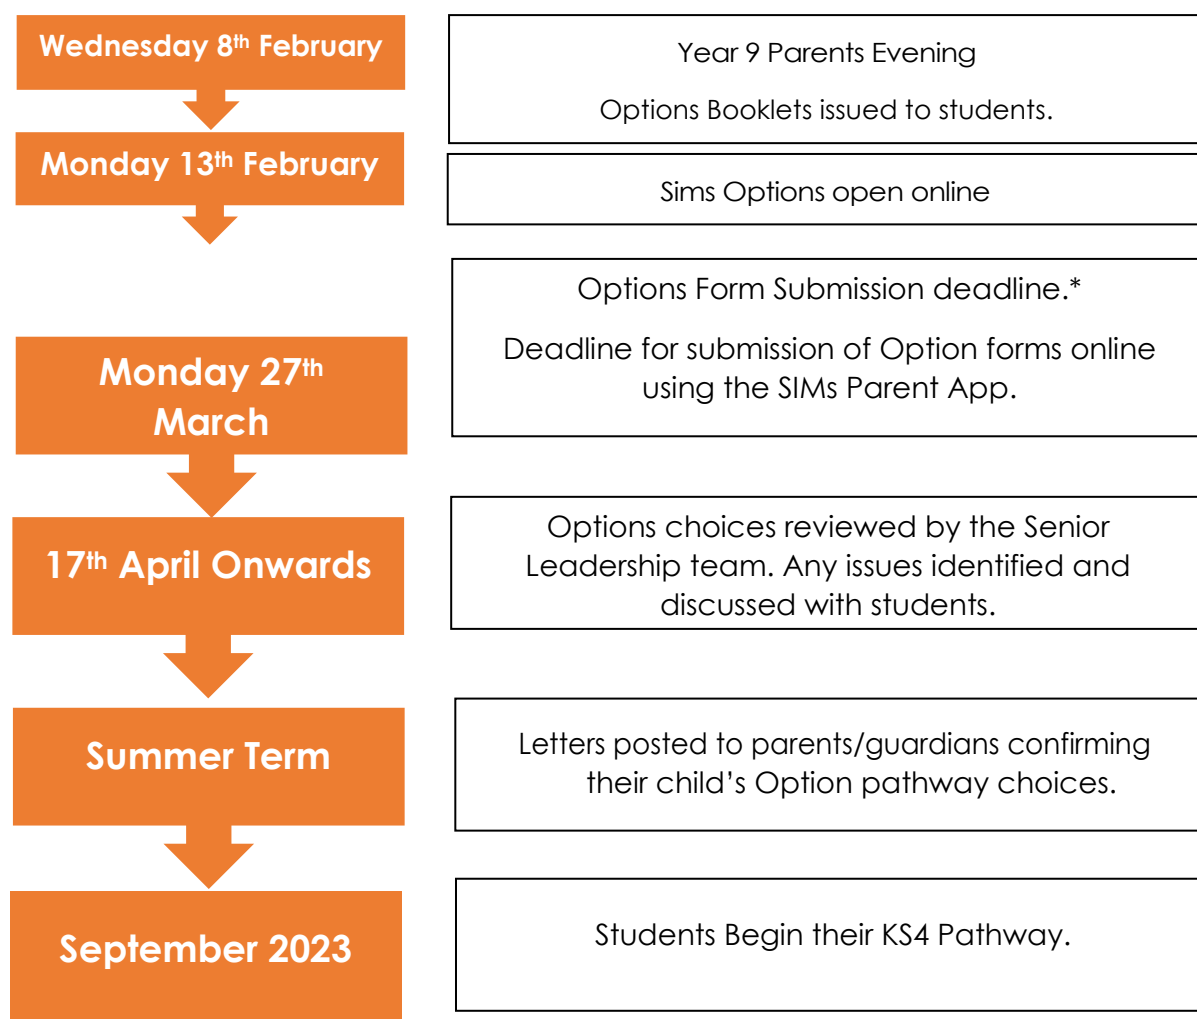 Wednesday 8th February
Year 9 Parents Evening
Options Booklets issued to students.
Monday 13th February
Sims Options open online
Monday 27th
March
Options Form Submission deadline.*
Deadline for submission of Option forms online
using the SIMs Parent App.
17th April Onwards
Options choices reviewed by the Senior
Leadership team. Any issues identified and
discussed with students.
Summer Term
Letters posted to parents/guardians confirming
their child’s Option pathway choices.
September 2023
Students Begin their KS4 Pathway.